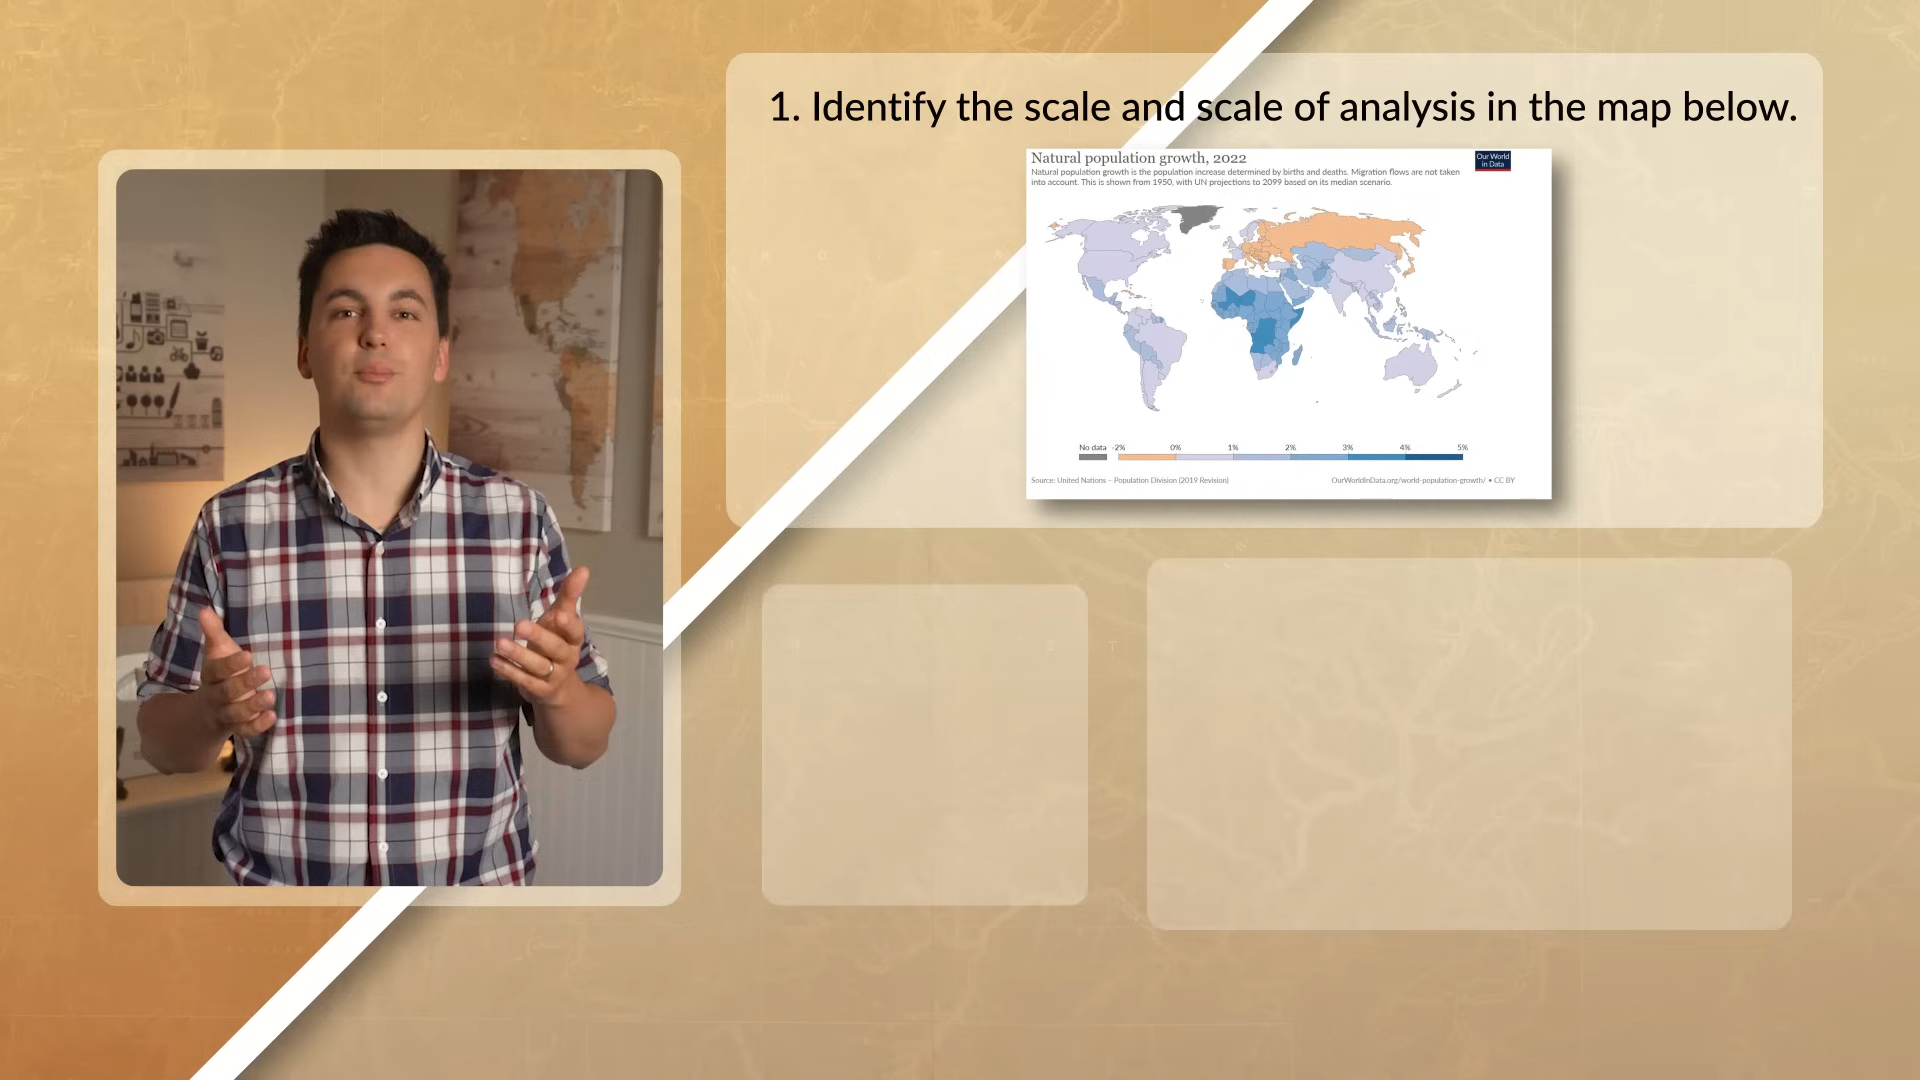 1. Identify the scale and scale of analysis in the map below.
Natural population growth, 2022
Our World
in Data
Natural population growth is the population increase determined by births and deaths. Migration flows are not taken
into account. This is shown from 1950, with UN projections to 2099 based on its median scenario.
No data -2% 0% 1% 2% 3% 4% 5%
Source: United Nations – Population Division (2019 Revision) OurWorldInData.org/world-population-growth/ • CC BY